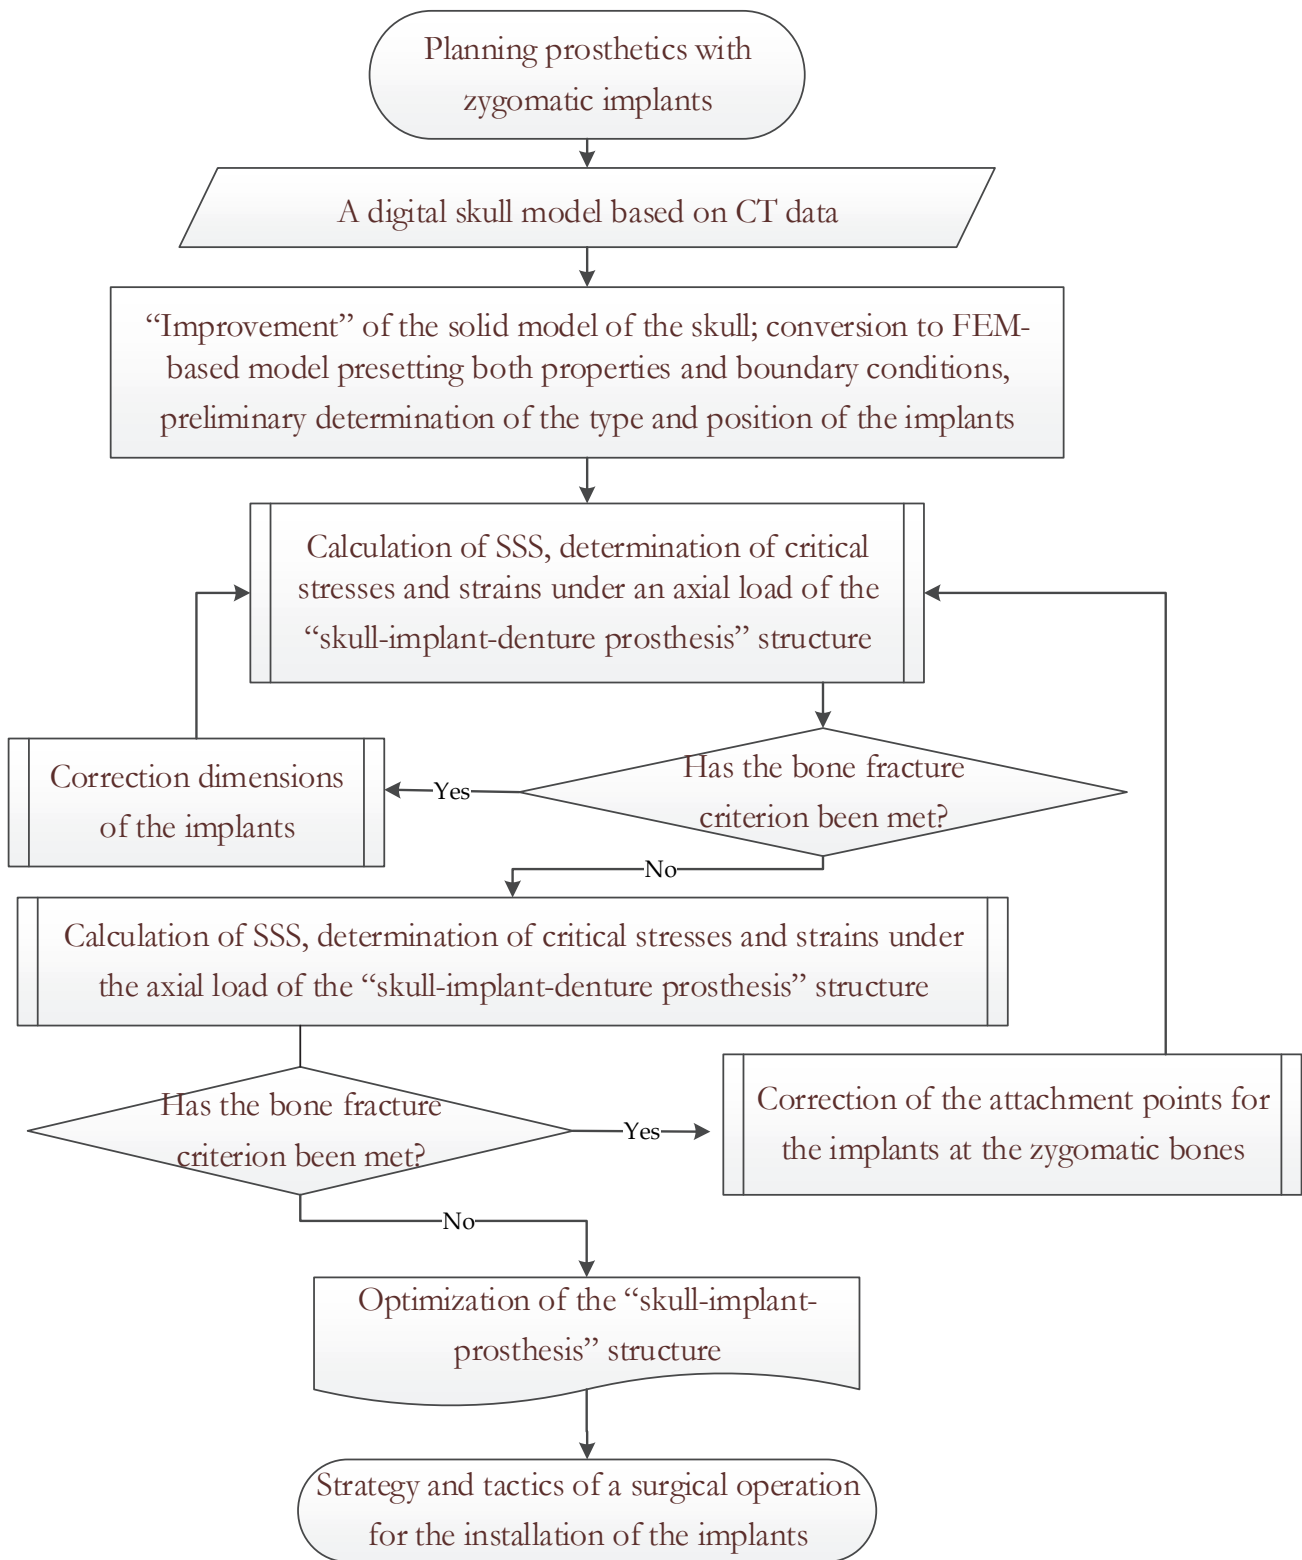 Planning prosthetics with
zygomatic implants
A digital skull model based on CT data
“Improvement” of the solid model of the skull; conversion to FEM-
based model presetting both properties and boundary conditions,
preliminary determination of the type and position of the implants
Calculation of SSS, determination of critical
stresses and strains under an axial load of the
“skull-implant-denture prosthesis” structure
Correction dimensions
of the implants
Yes
Has the bone fracture
criterion been met?
No
Calculation of SSS, determination of critical stresses and strains under
the axial load of the “skull-implant-denture prosthesis” structure
Has the bone fracture
criterion been met?
Yes
Correction of the attachment points for
the implants at the zygomatic bones
No
Optimization of the “skull-implant-
prosthesis” structure
Strategy and tactics of a surgical operation
for the installation of the implants